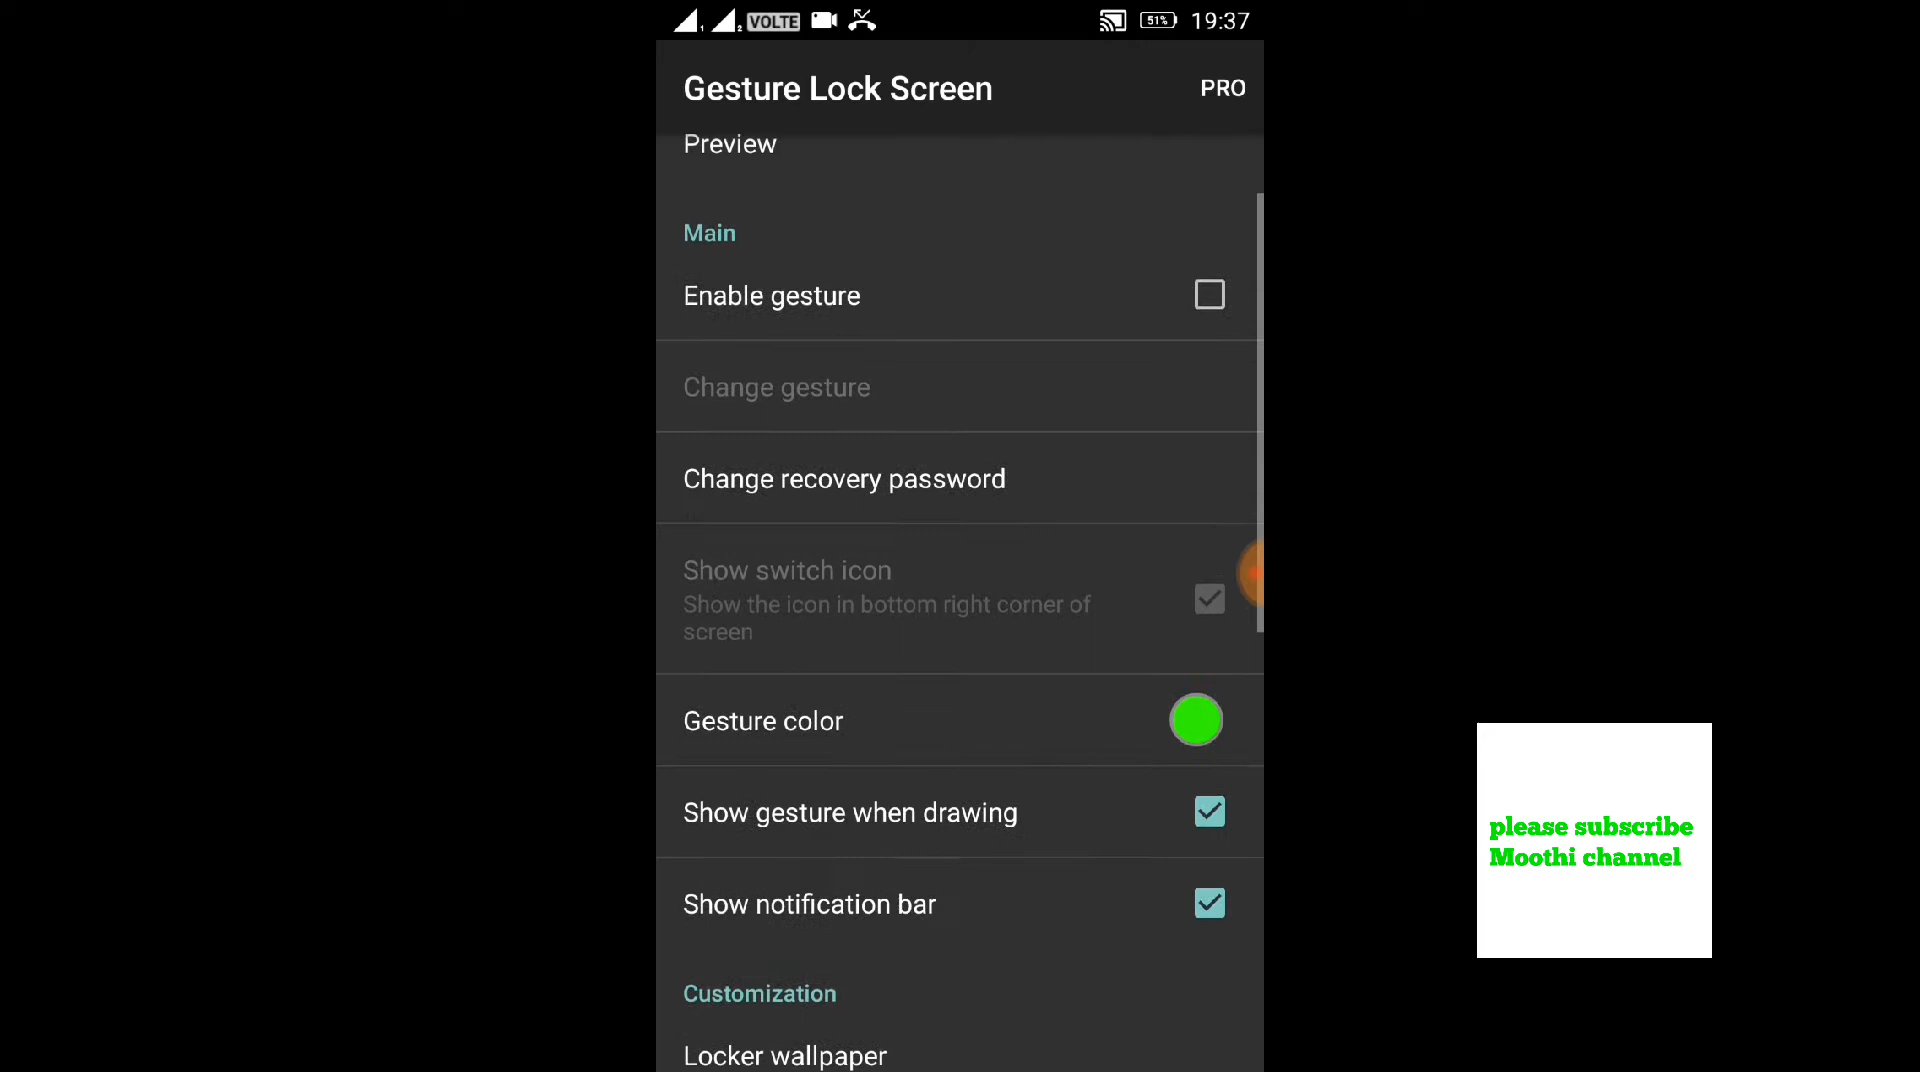 1 2 VOLTE 51% 19:37
Gesture Lock Screen PRO
Preview
Main
Enable gesture
Change gesture
Change recovery password
Show switch icon
Show the icon in bottom right corner of
screen
Gesture color
Show gesture when drawing
Show notification bar
Customization
Locker wallpaper
please subscribe
Moothi channel